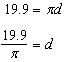 19.9 = πd
19.9/π = d